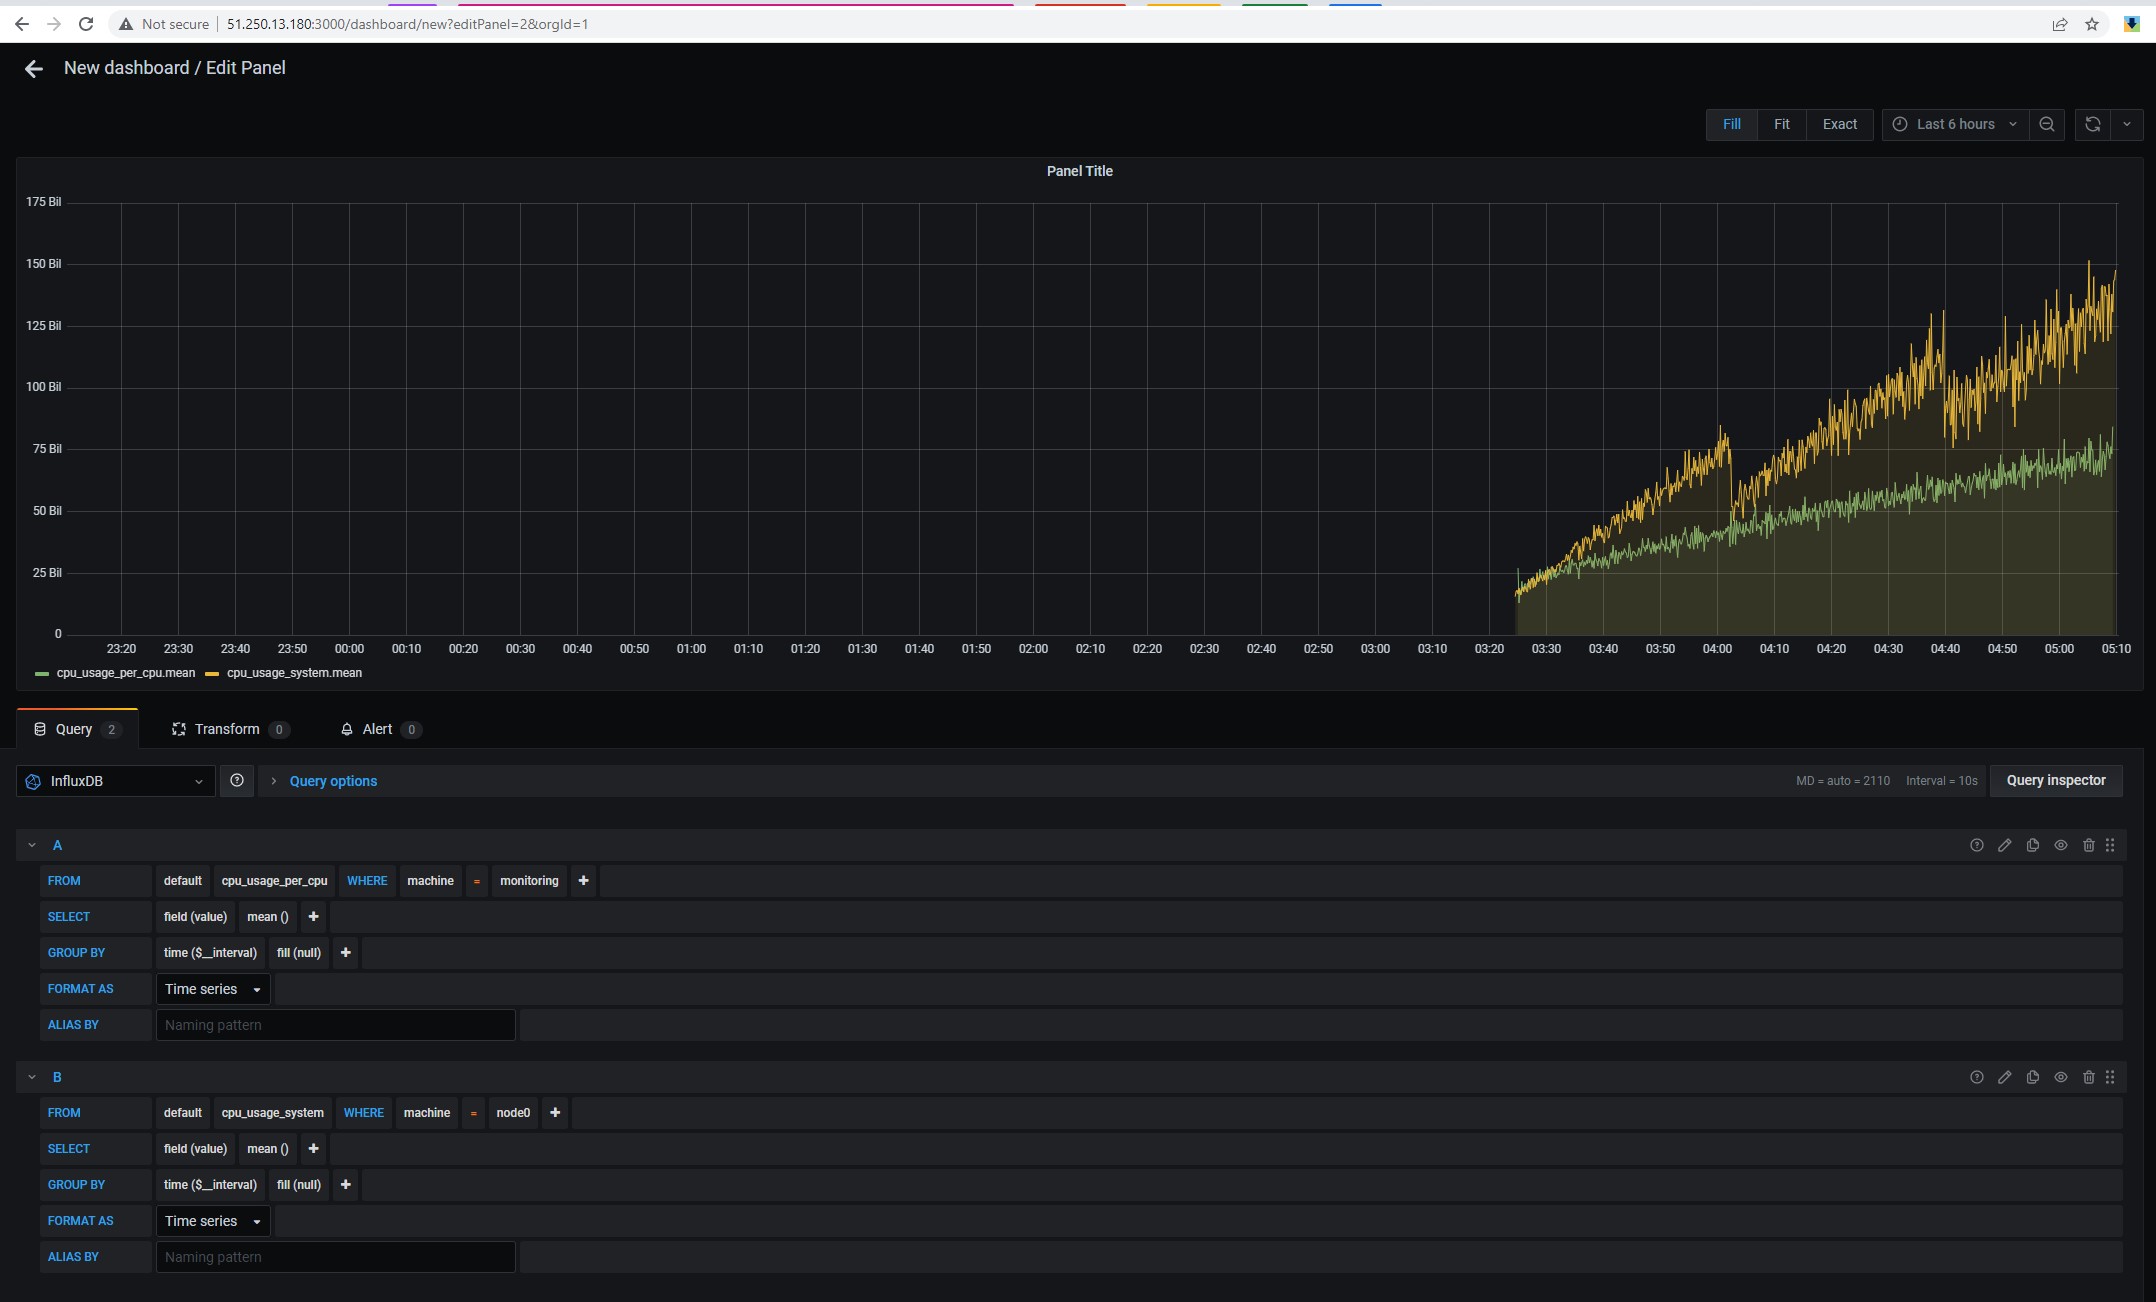 Not secure 51.250.13.180:3000/dashboard/new?editPanel=2&orgId=1
New dashboard / Edit Panel
Fill Fit Exact Last 6 hours
Panel Title
175 Bil
150 Bil
125 Bil
100 Bil
75 Bil
50 Bil
25 Bil
0
23:20 23:30 23:40 23:50 00:00 00:10 00:20 00:30 00:40 00:50 01:00 01:10 01:20 01:30 01:40 01:50 02:00 02:10 02:20 02:30 02:40 02:50 03:00 03:10 03:20 03:30 03:40 03:50 04:00 04:10 04:20 04:30 04:40 04:50 05:00 05:10
cpu_usage_per_cpu.mean cpu_usage_system.mean
Query 2 Transform 0 Alert 0
InfluxDB Query options MD = auto = 2110 Interval = 10s Query inspector
A
FROM default cpu_usage_per_cpu WHERE machine = monitoring +
SELECT field (value) mean () +
GROUP BY time ($__interval) fill (null) +
FORMAT AS Time series
ALIAS BY Naming pattern
B
FROM default cpu_usage_system WHERE machine = node0 +
SELECT field (value) mean () +
GROUP BY time ($__interval) fill (null) +
FORMAT AS Time series
ALIAS BY Naming pattern